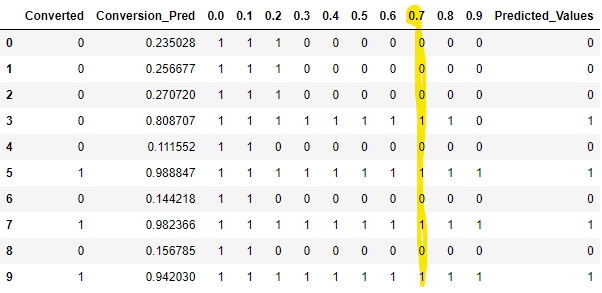 Converted Conversion_Pred 0.0 0.1 0.2 0.3 0.4 0.5 0.6 0.7 0.8 0.9 Predicted_Values
0 0 0.235028 1 1 1 0 0 0 0 0 0 0 0
1 0 0.256677 1 1 1 0 0 0 0 0 0 0 0
2 0 0.270720 1 1 1 0 0 0 0 0 0 0 0
3 0 0.808707 1 1 1 1 1 1 1 1 1 0 1
4 0 0.111552 1 1 0 0 0 0 0 0 0 0 0
5 1 0.988847 1 1 1 1 1 1 1 1 1 1 1
6 0 0.144218 1 1 0 0 0 0 0 0 0 0 0
7 1 0.982366 1 1 1 1 1 1 1 1 1 1 1
8 0 0.156785 1 1 0 0 0 0 0 0 0 0 0
9 1 0.942030 1 1 1 1 1 1 1 1 1 1 1